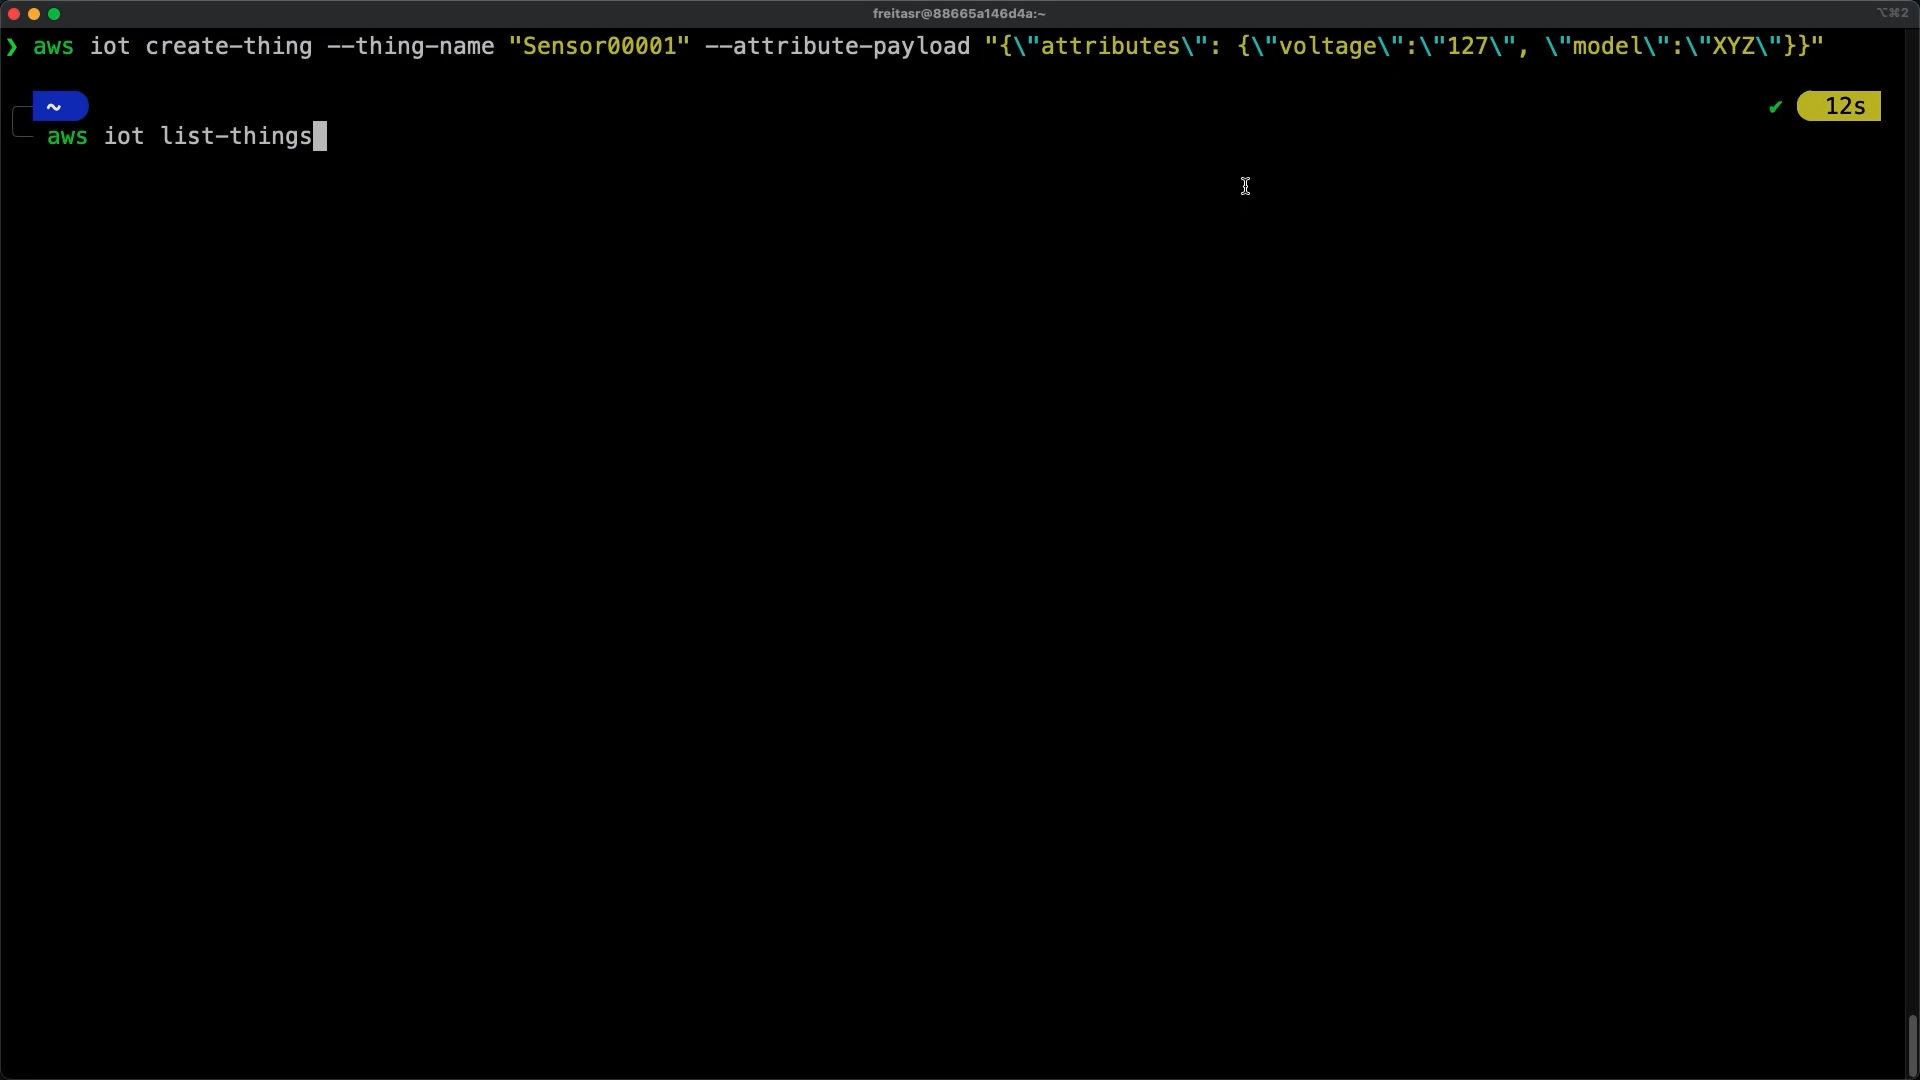 freitasr@88665a146d4a:~
⌥⌘2
❯ aws iot create-thing --thing-name "Sensor00001" --attribute-payload "{\"attributes\": {\"voltage\":\"127\", \"model\":\"XYZ\"}}"
~ ✔ 12s
aws iot list-things